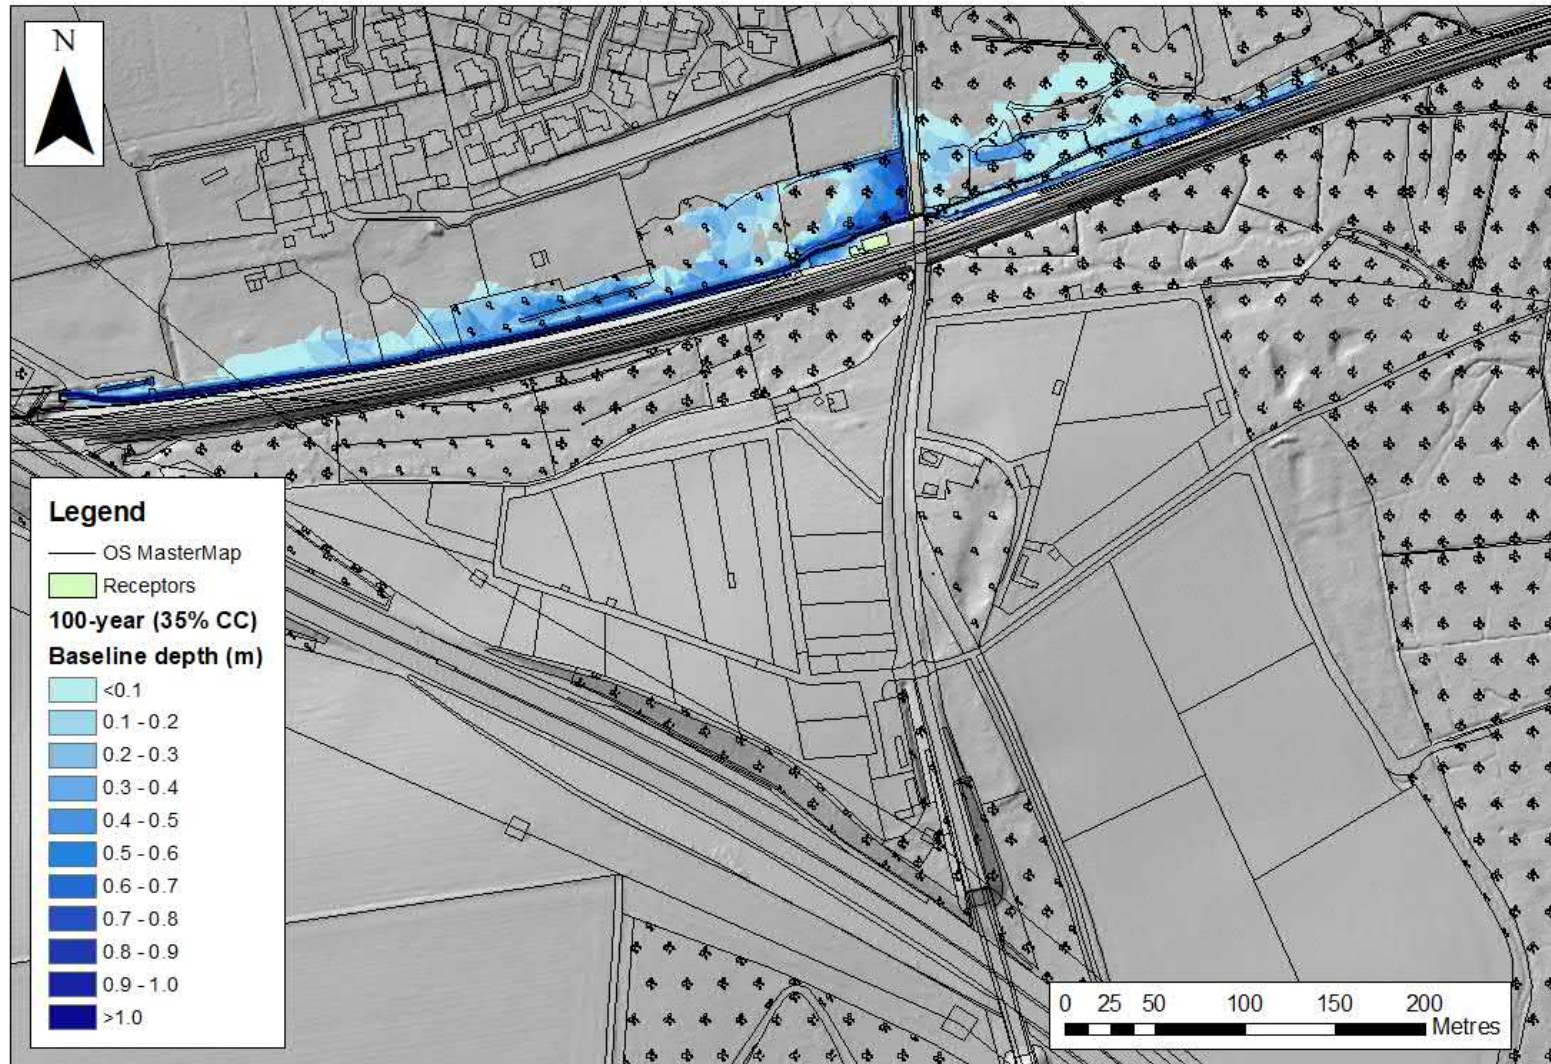 N
Legend
OS MasterMap
Receptors
100-year (35% CC)
Baseline depth (m)
<0.1
0.1 - 0.2
0.2 - 0.3
0.3 - 0.4
0.4 - 0.5
0.5 - 0.6
0.6 - 0.7
0.7 - 0.8
0.8 - 0.9
0.9 - 1.0
>1.0
0 25 50 100 150 200
Metres